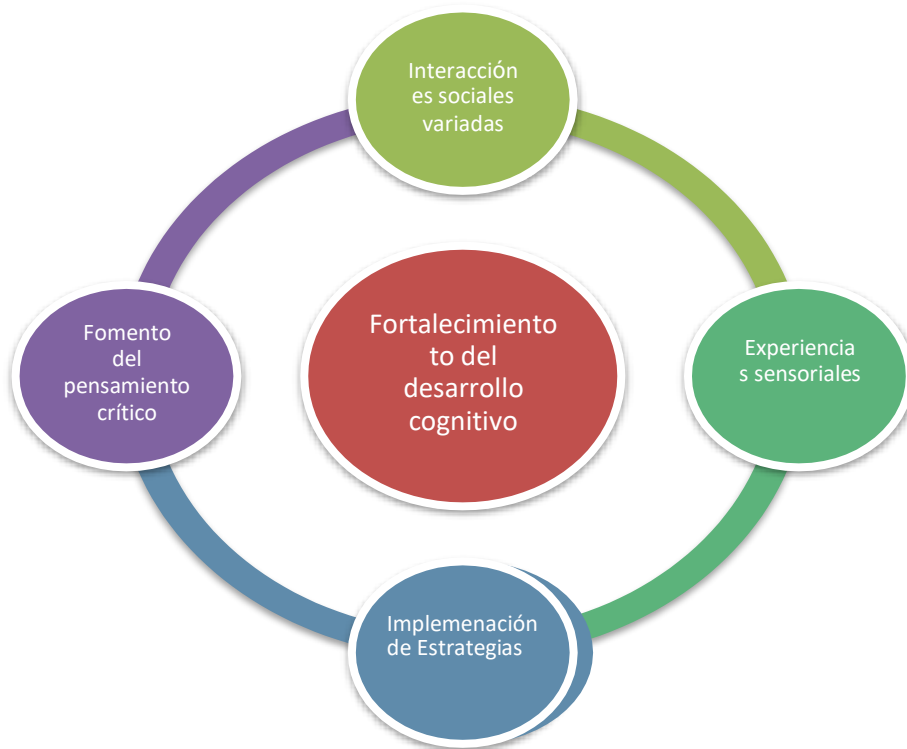 Interacción
es sociales
variadas
Fomento
del
pensamiento
crítico
Fortalecimiento
to del
desarrollo
cognitivo
Experiencia
s sensoriales
Implemenación
de Estrategias